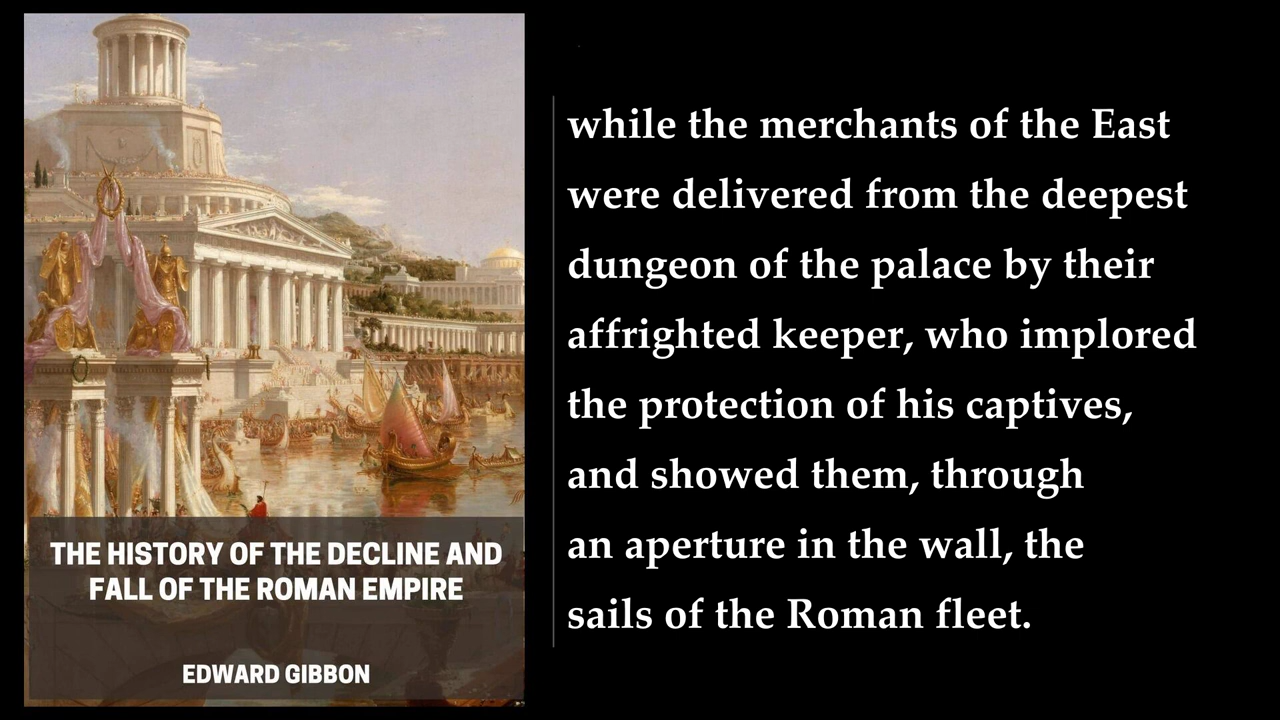 THE HISTORY OF THE DECLINE AND
FALL OF THE ROMAN EMPIRE
EDWARD GIBBON
while the merchants of the East
were delivered from the deepest
dungeon of the palace by their
affrighted keeper, who implored
the protection of his captives,
and showed them, through
an aperture in the wall, the
sails of the Roman fleet.